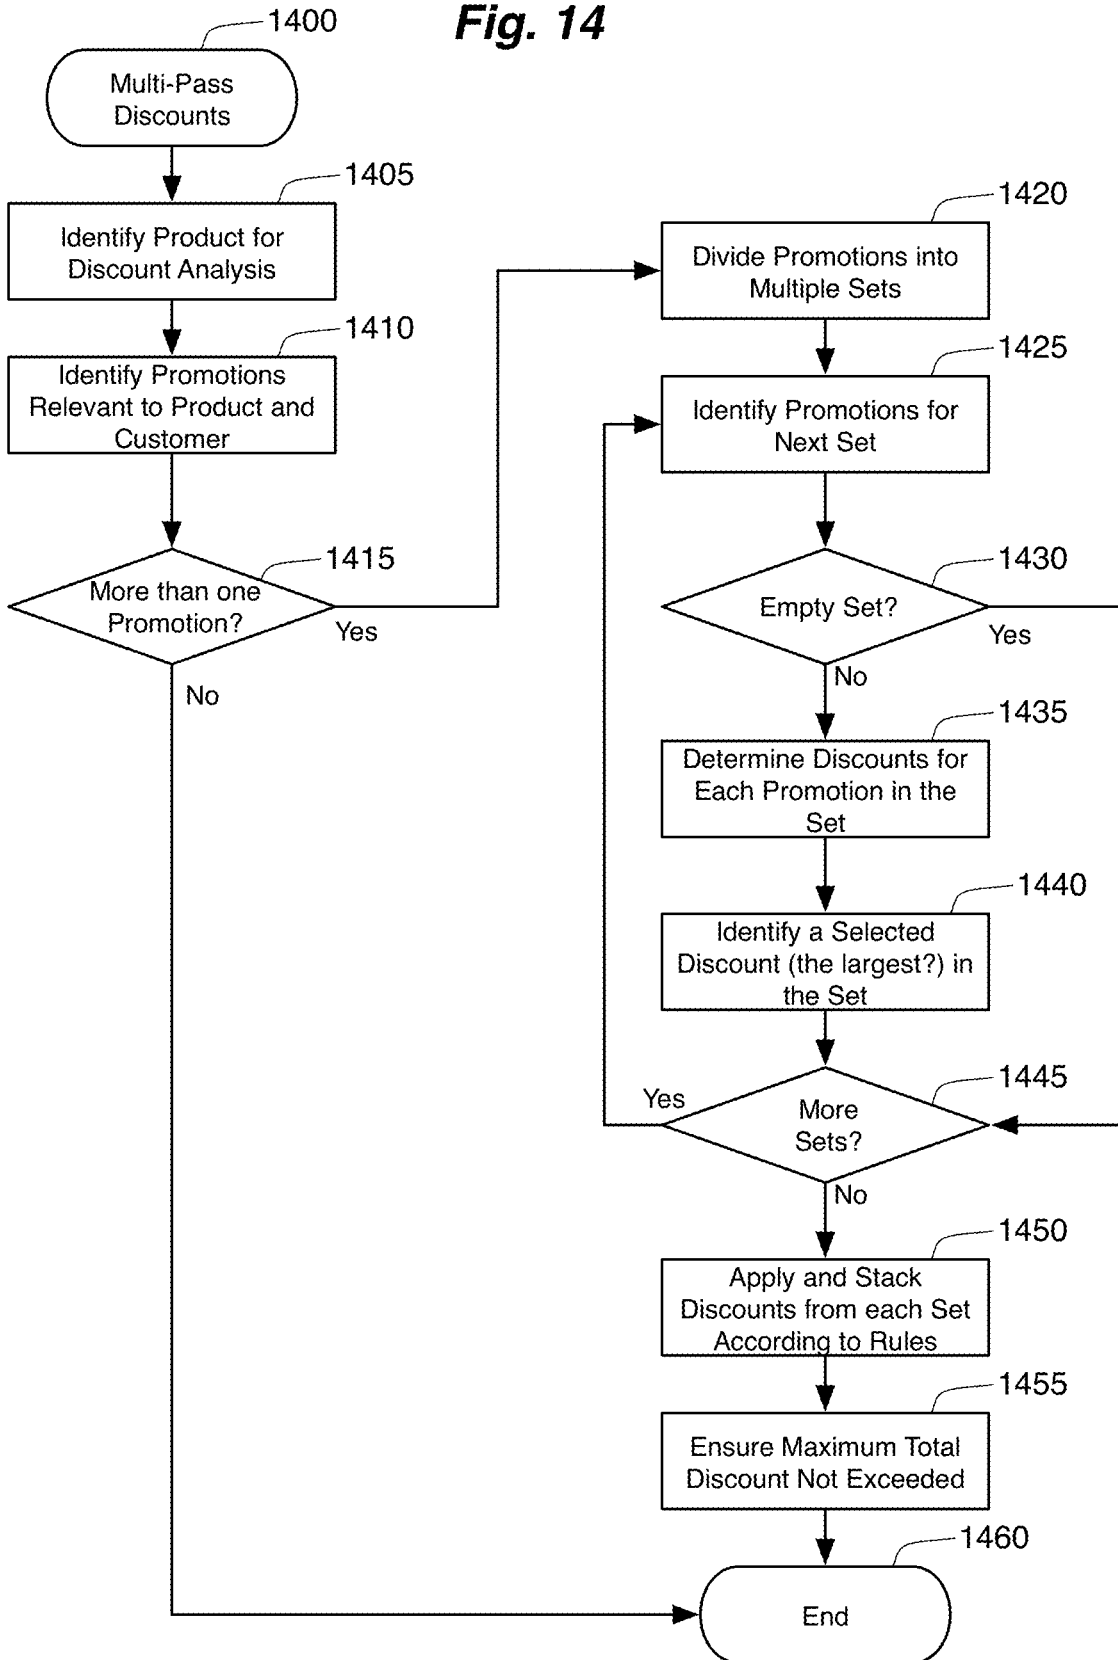 Fig. 14
1400
Multi-Pass
Discounts
1405
Identify Product for
Discount Analysis
1410
Identify Promotions
Relevant to Product and
Customer
1415
More than one
Promotion?
Yes
No
1420
Divide Promotions into
Multiple Sets
1425
Identify Promotions for
Next Set
1430
Empty Set?
Yes
No
1435
Determine Discounts for
Each Promotion in the
Set
1440
Identify a Selected
Discount (the largest?) in
the Set
1445
More
Sets?
Yes
No
1450
Apply and Stack
Discounts from each Set
According to Rules
1455
Ensure Maximum Total
Discount Not Exceeded
1460
End